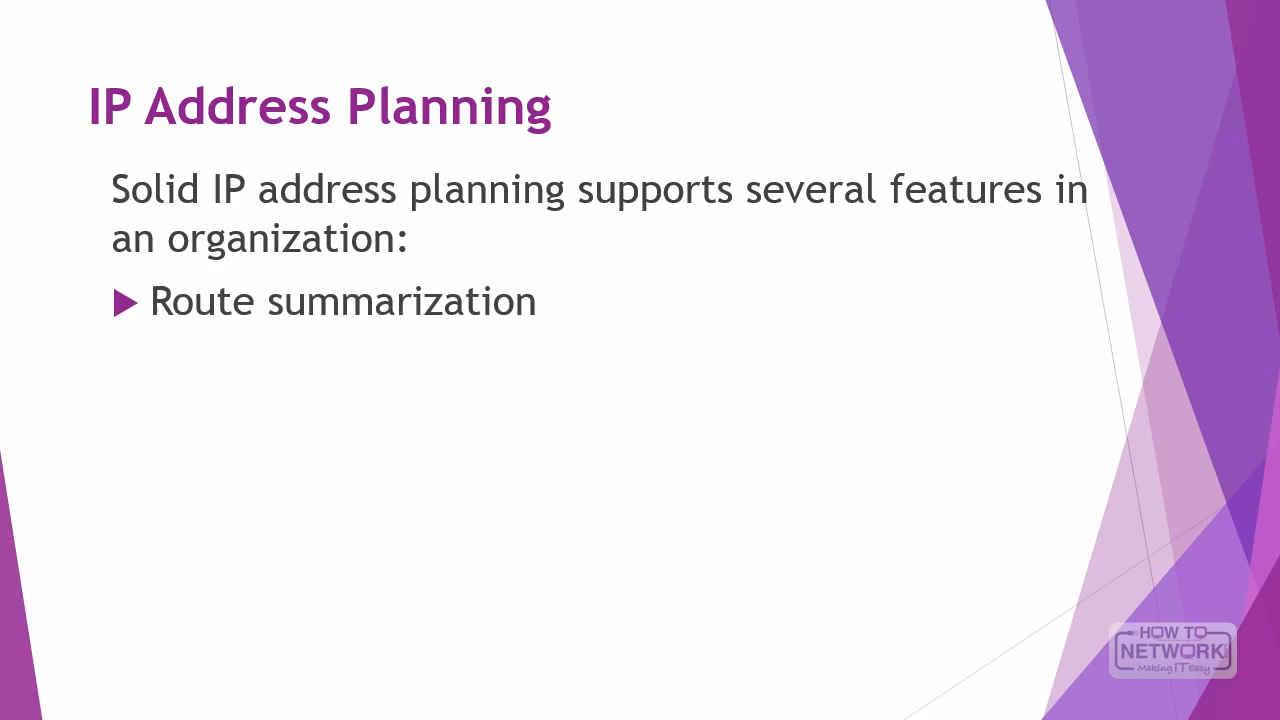 IP Address Planning
Solid IP address planning supports several features in
an organization:
Route summarization
HOW TO
NETWORK
Making IT Easy